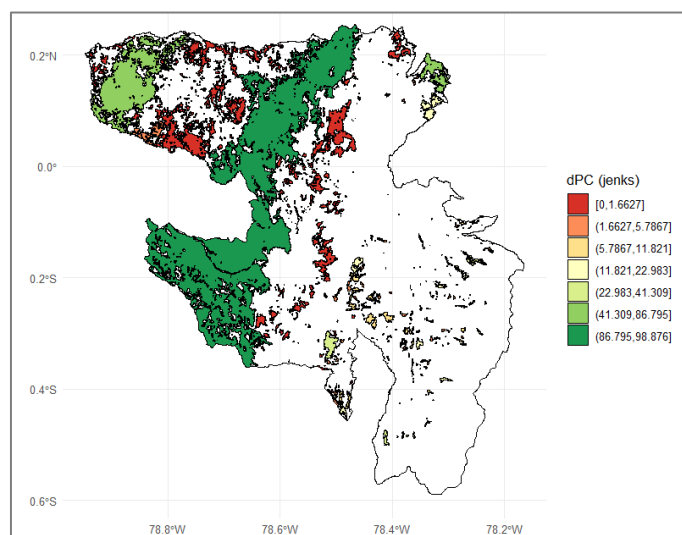 0.2°N
0.0°
0.2°S
0.4°S
0.6°S
78.8°W
78.6°W
78.4°W
78.2°W
dPC (jenks)
[0,1.6627]
(1.6627,5.7867]
(5.7867,11.821]
(11.821,22.983]
(22.983,41.309]
(41.309,86.795]
(86.795,98.876]